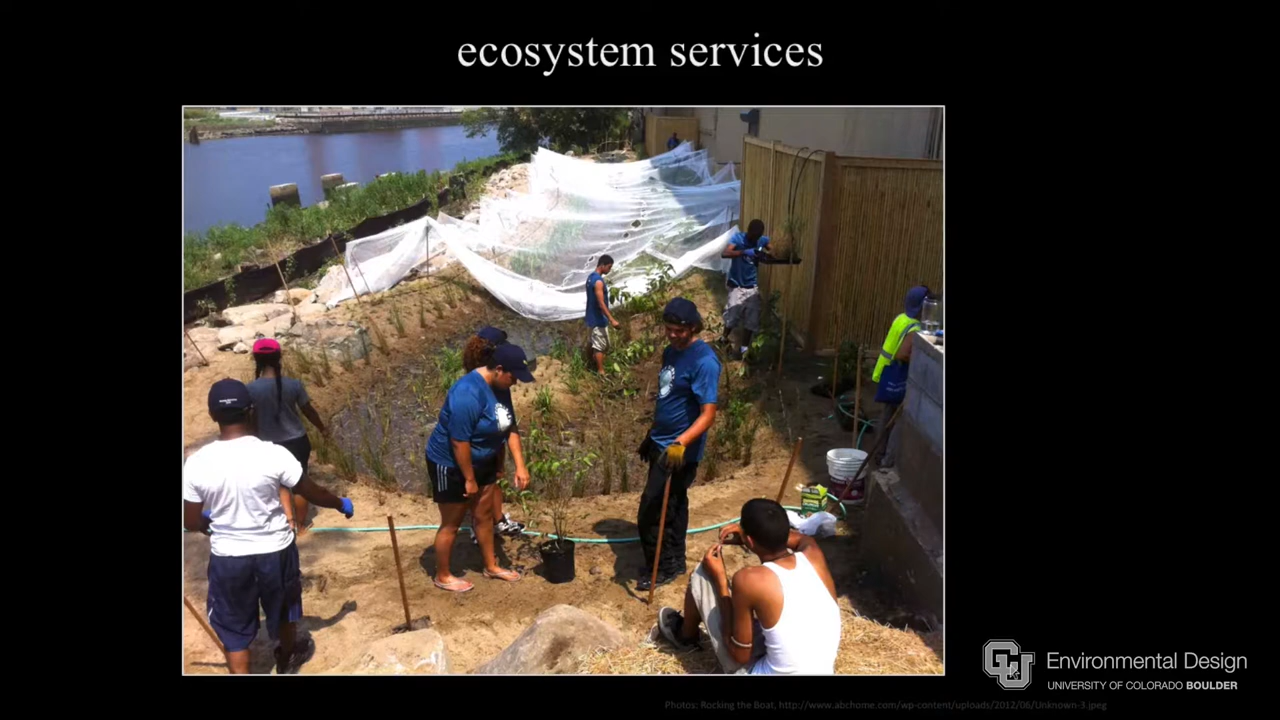 ecosystem services
CU
Environmental Design
UNIVERSITY OF COLORADO BOULDER
Photos: Rocking the Boat, http://www.abchome.com/wp-content/uploads/2012/06/Unknown-3.jpeg